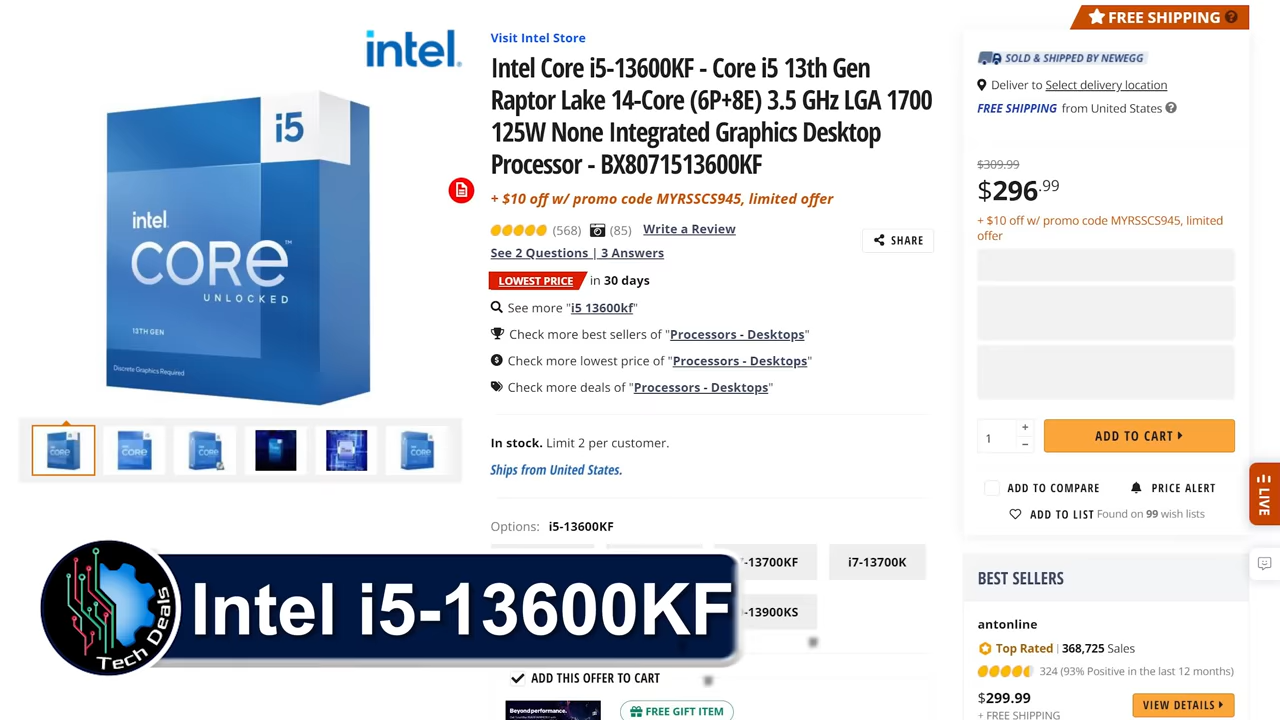 FREE SHIPPING
intel.
Visit Intel Store
Intel Core i5-13600KF - Core i5 13th Gen
Raptor Lake 14-Core (6P+8E) 3.5 GHz LGA 1700
125W None Integrated Graphics Desktop
Processor - BX8071513600KF
+ $10 off w/ promo code MYRSSCS945, limited offer
(568) (85) Write a Review
SHARE
See 2 Questions | 3 Answers
LOWEST PRICE in 30 days
See more "i5 13600kf"
Check more best sellers of "Processors - Desktops"
Check more lowest price of "Processors - Desktops"
Check more deals of "Processors - Desktops"
In stock. Limit 2 per customer.
Ships from United States.
Options: i5-13600KF
-13700KF
i7-13700K
-13900KS
ADD THIS OFFER TO CART
Beyond performance.
FREE GIFT ITEM
i5
intel.
CORE™
UNLOCKED
13TH GEN
Discrete Graphics Required
SOLD & SHIPPED BY NEWEGG
Deliver to Select delivery location
FREE SHIPPING from United States
$309.99
$296.99
+ $10 off w/ promo code MYRSSCS945, limited
offer
1 + −
ADD TO CART
ADD TO COMPARE
PRICE ALERT
ADD TO LIST Found on 99 wish lists
LIVE
BEST SELLERS
antonline
Top Rated | 368,725 Sales
324 (93% Positive in the last 12 months)
$299.99
+ FREE SHIPPING
VIEW DETAILS
Tech Deals
Intel i5-13600KF